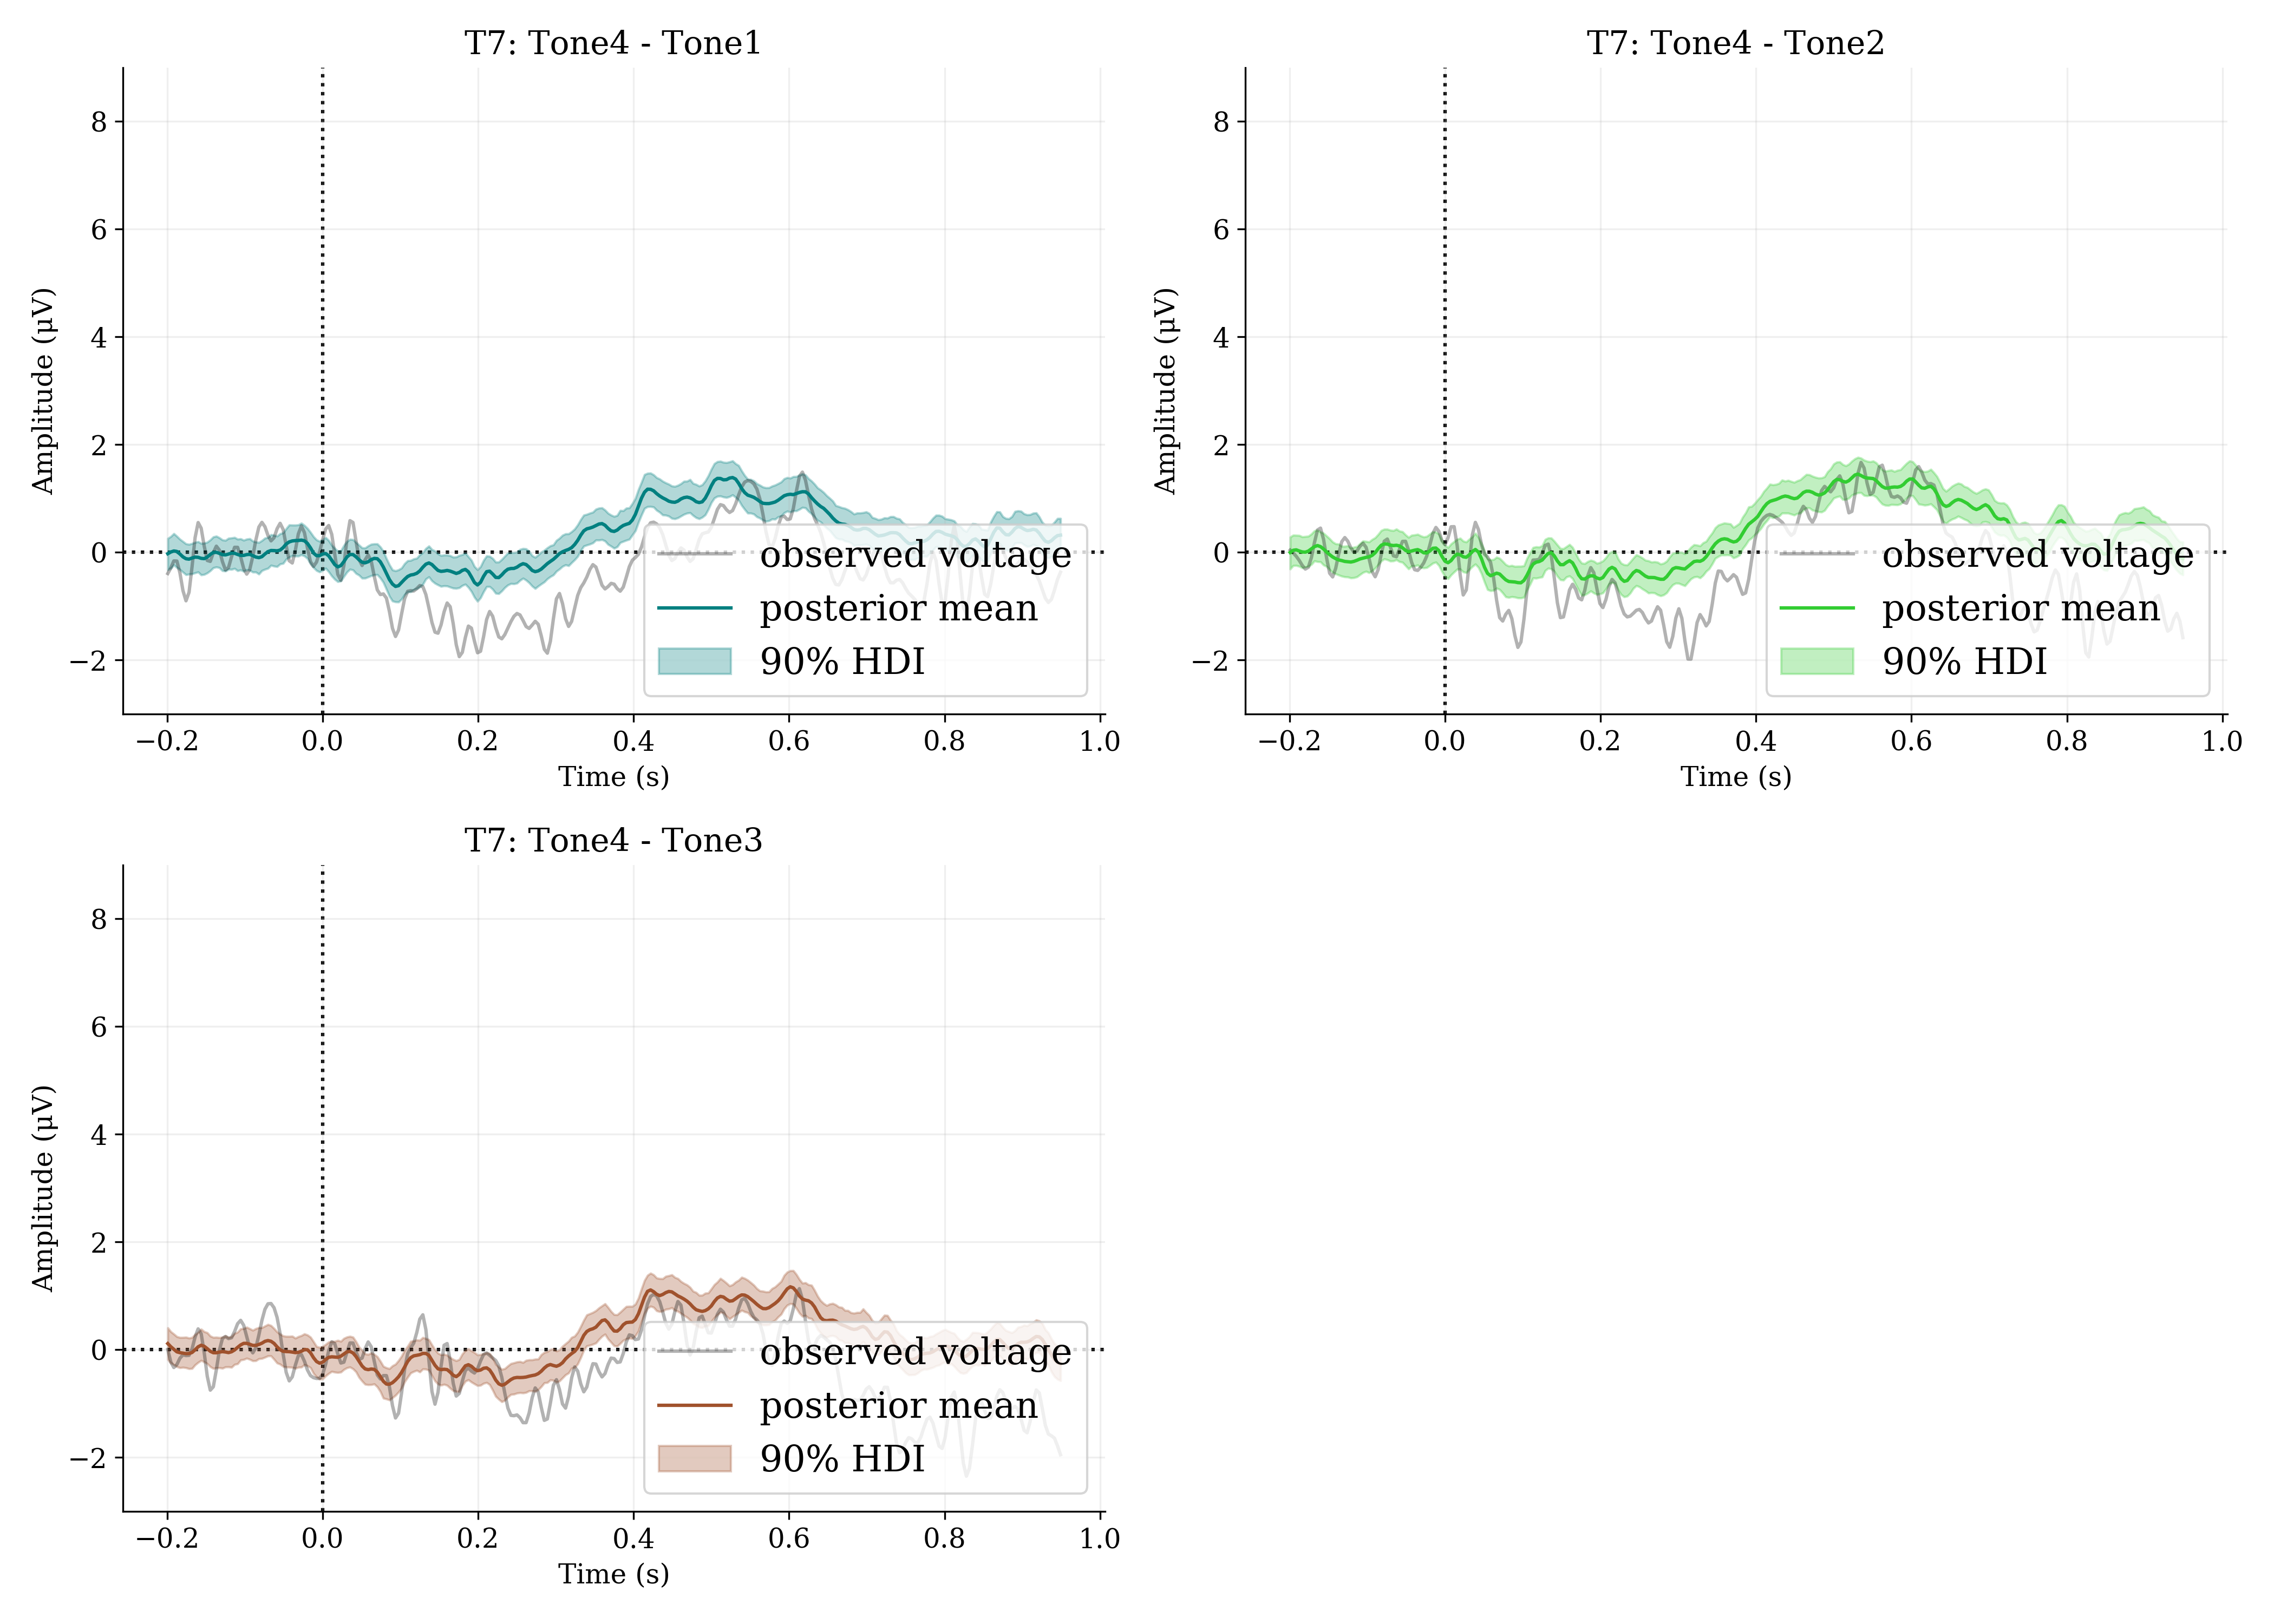 T7: Tone4 - Tone1
Amplitude (μV)
8
6
4
2
0
−2
observed voltage
posterior mean
90% HDI
−0.2 0.0 0.2 0.4 0.6 0.8 1.0
Time (s)
T7: Tone4 - Tone2
Amplitude (μV)
8
6
4
2
0
−2
observed voltage
posterior mean
90% HDI
−0.2 0.0 0.2 0.4 0.6 0.8 1.0
Time (s)
T7: Tone4 - Tone3
Amplitude (μV)
8
6
4
2
0
−2
observed voltage
posterior mean
90% HDI
−0.2 0.0 0.2 0.4 0.6 0.8 1.0
Time (s)